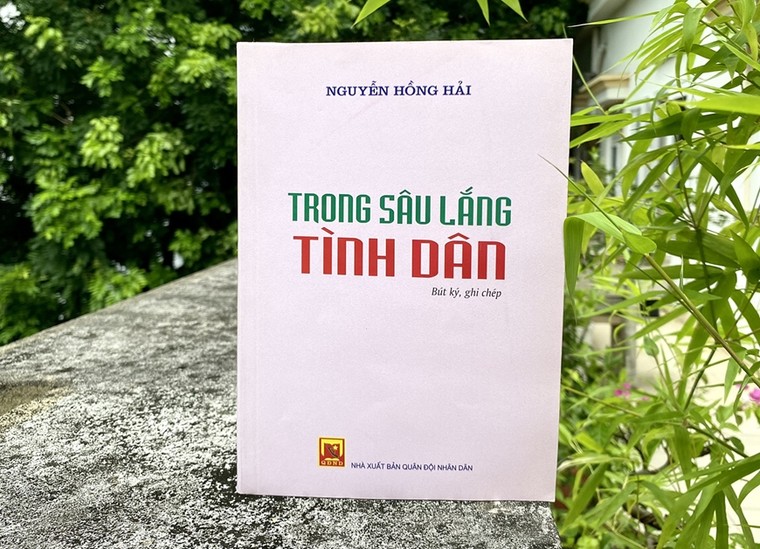 NGUYỄN HỒNG HẢI
TRONG SÂU LẮNG
TÌNH DÂN
Bút ký, ghi chép
QĐND
NHÀ XUẤT BẢN QUÂN ĐỘI NHÂN DÂN